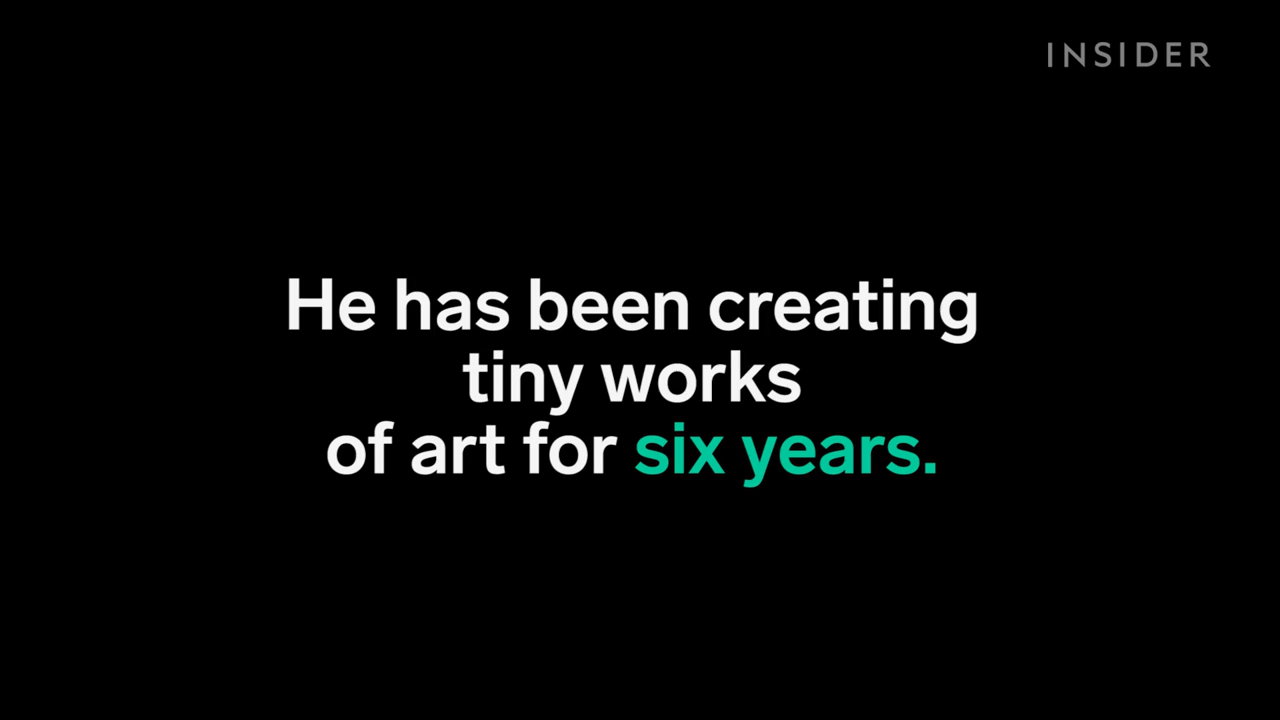 INSIDER
He has been creating
tiny works
of art for six years.